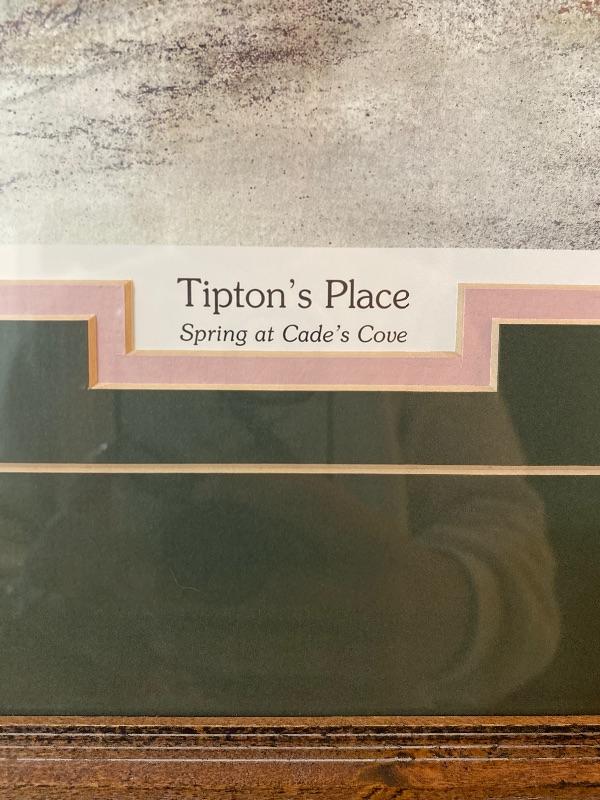 Tipton's Place
Spring at Cade's Cove